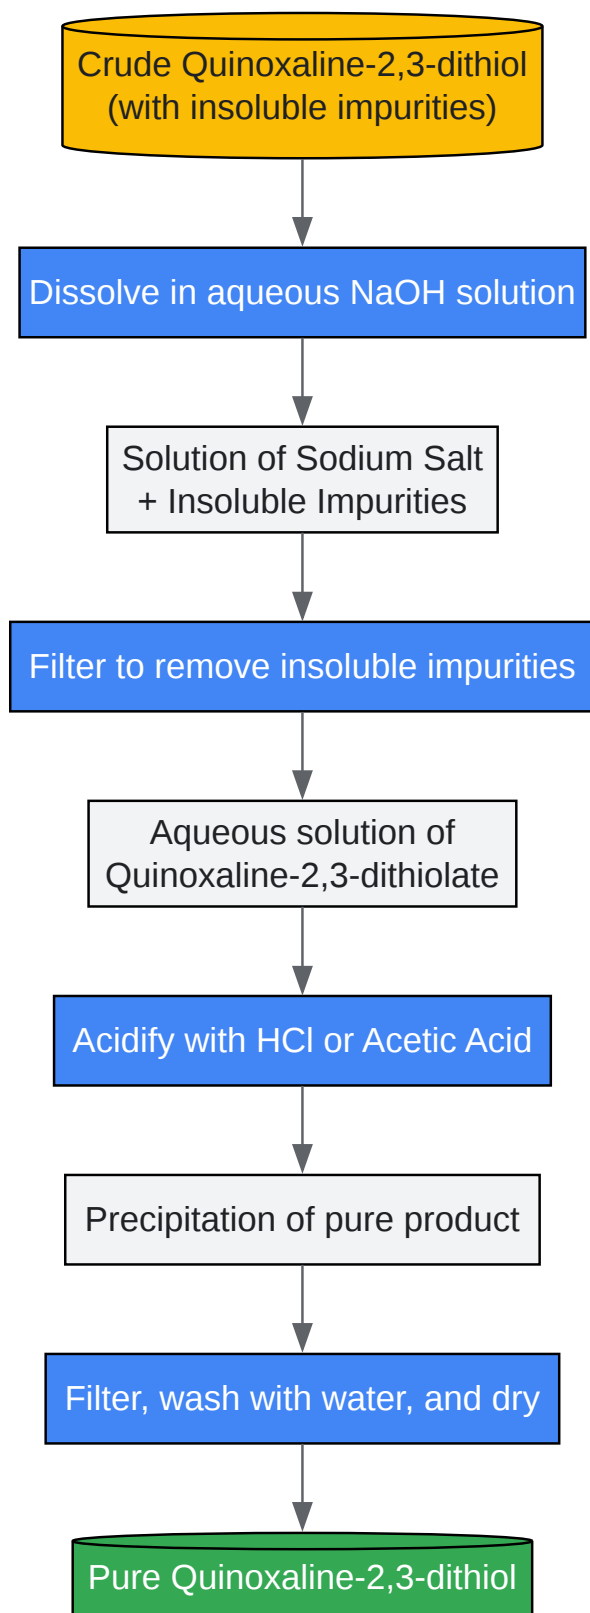 Crude Quinoxaline-2,3-dithiol
(with insoluble impurities)
Dissolve in aqueous NaOH solution
Solution of Sodium Salt
+ Insoluble Impurities
Filter to remove insoluble impurities
Aqueous solution of
Quinoxaline-2,3-dithiolate
Acidify with HCl or Acetic Acid
Precipitation of pure product
Filter, wash with water, and dry
Pure Quinoxaline-2,3-dithiol